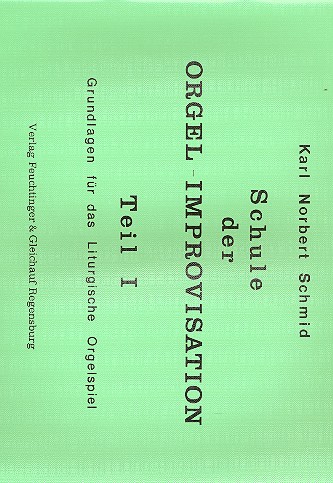 Karl Norbert Schmid
Schule
der
ORGEL-IMPROVISATION
Teil I
Grundlagen für das Liturgische Orgelspiel
Verlag Feuchtinger & Gleichauf Regensburg